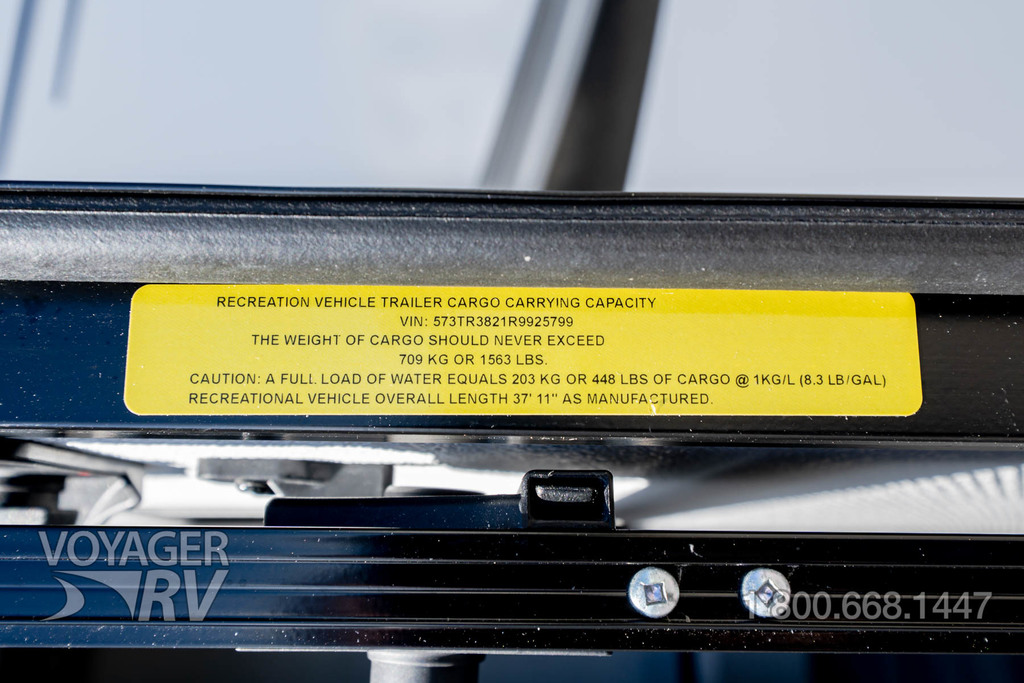 RECREATION VEHICLE TRAILER CARGO CARRYING CAPACITY
VIN: 573TR3821R9925799
THE WEIGHT OF CARGO SHOULD NEVER EXCEED
709 KG OR 1563 LBS.
CAUTION: A FULL LOAD OF WATER EQUALS 203 KG OR 448 LBS OF CARGO @ 1KG/L (8.3 LB/GAL)
RECREATIONAL VEHICLE OVERALL LENGTH 37' 11" AS MANUFACTURED.
VOYAGER
RV
1.800.668.1447